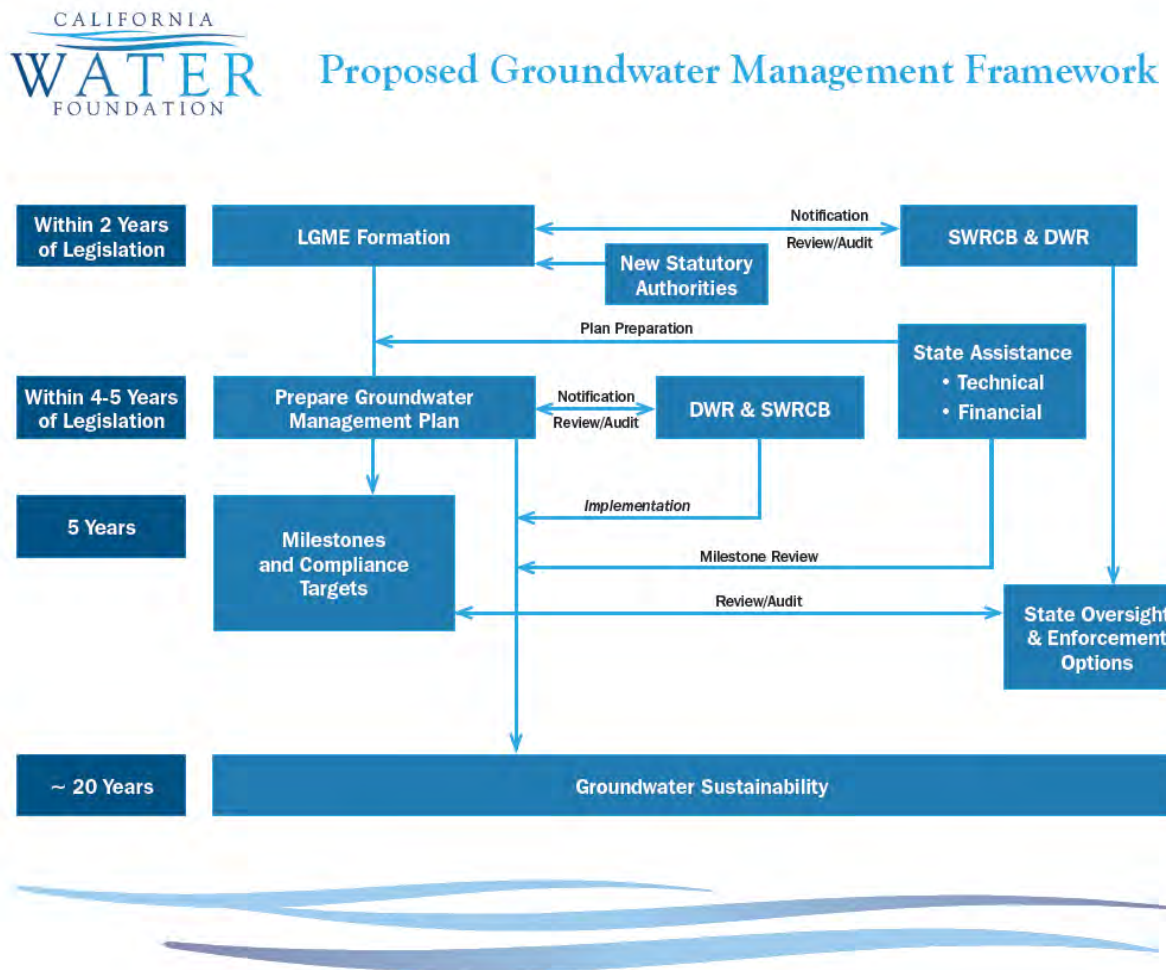 CALIFORNIA
WATER
FOUNDATION
Proposed Groundwater Management Framework
Within 2 Years
of Legislation
LGME Formation
Notification
Review/Audit
SWRCB & DWR
New Statutory
Authorities
Plan Preparation
State Assistance
• Technical
• Financial
Within 4-5 Years
of Legislation
Prepare Groundwater
Management Plan
Notification
Review/Audit
DWR & SWRCB
5 Years
Milestones
and Compliance
Targets
Implementation
Milestone Review
Review/Audit
State Oversight
& Enforcement
Options
~ 20 Years
Groundwater Sustainability